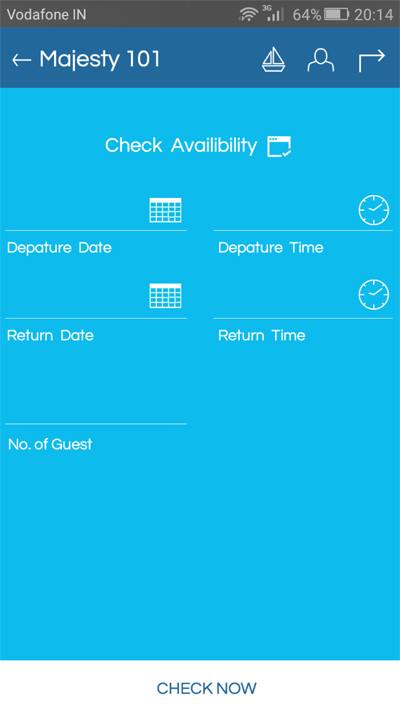 Vodafone IN 3G 64% 20:14
← Majesty 101
Check Availibility
Depature Date Depature Time
Return Date Return Time
No. of Guest
CHECK NOW